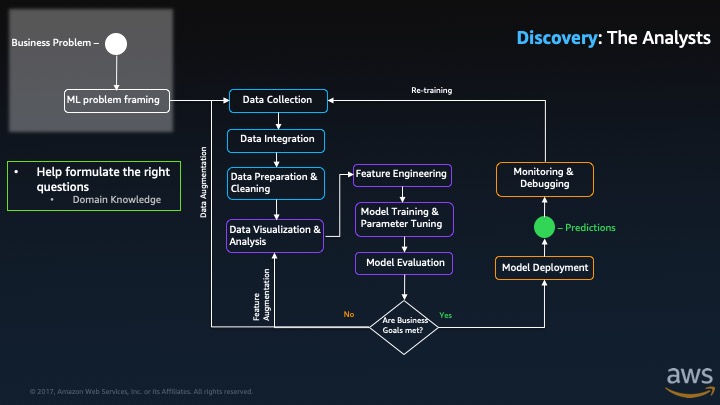 Discovery: The Analysts
Business Problem –
ML problem framing
Data Collection
Re-training
Data Integration
Data Preparation &
Cleaning
Data Visualization &
Analysis
Feature Engineering
Model Training &
Parameter Tuning
Model Evaluation
Are Business
Goals met?
No
Yes
Data Augmentation
Feature
Augmentation
Monitoring &
Debugging
– Predictions
Model Deployment
• Help formulate the right
questions
• Domain Knowledge
© 2017, Amazon Web Services, Inc. or its Affiliates. All rights reserved.
aws